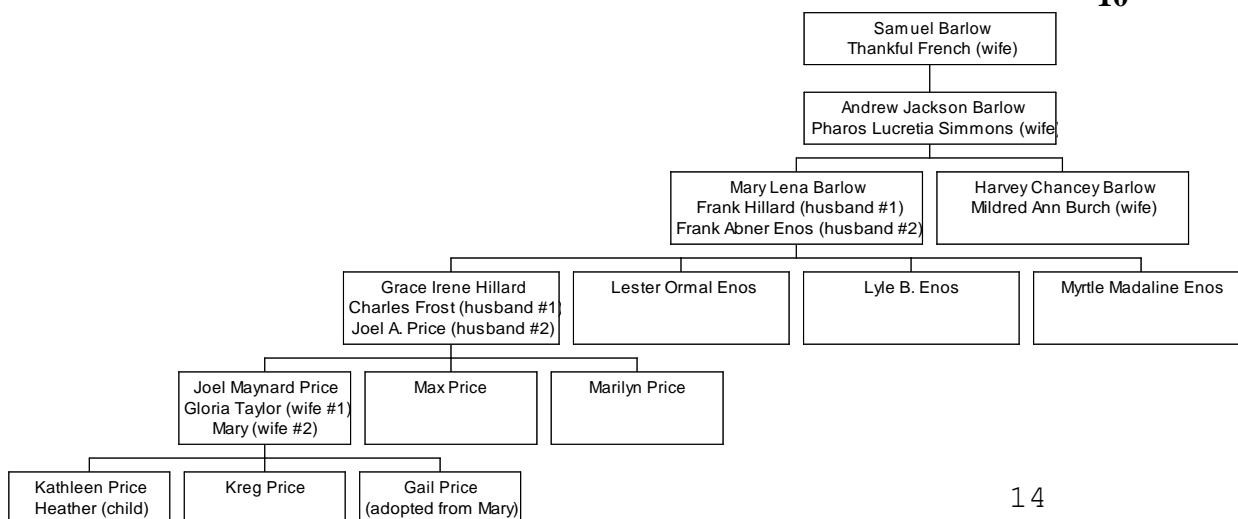 10
Samuel Barlow
Thankful French (wife)
Andrew Jackson Barlow
Pharos Lucretia Simmons (wife
Mary Lena Barlow
Frank Hillard (husband #1)
Frank Abner Enos (husband #2)
Harvey Chancey Barlow
Mildred Ann Burch (wife)
Grace Irene Hillard
Charles Frost (husband #1)
Joel A. Price (husband #2)
Lester Ormal Enos
Lyle B. Enos
Myrtle Madaline Enos
Joel Maynard Price
Gloria Taylor (wife #1)
Mary (wife #2)
Max Price
Marilyn Price
Kathleen Price
Heather (child)
Kreg Price
Gail Price
(adopted from Mary)
14